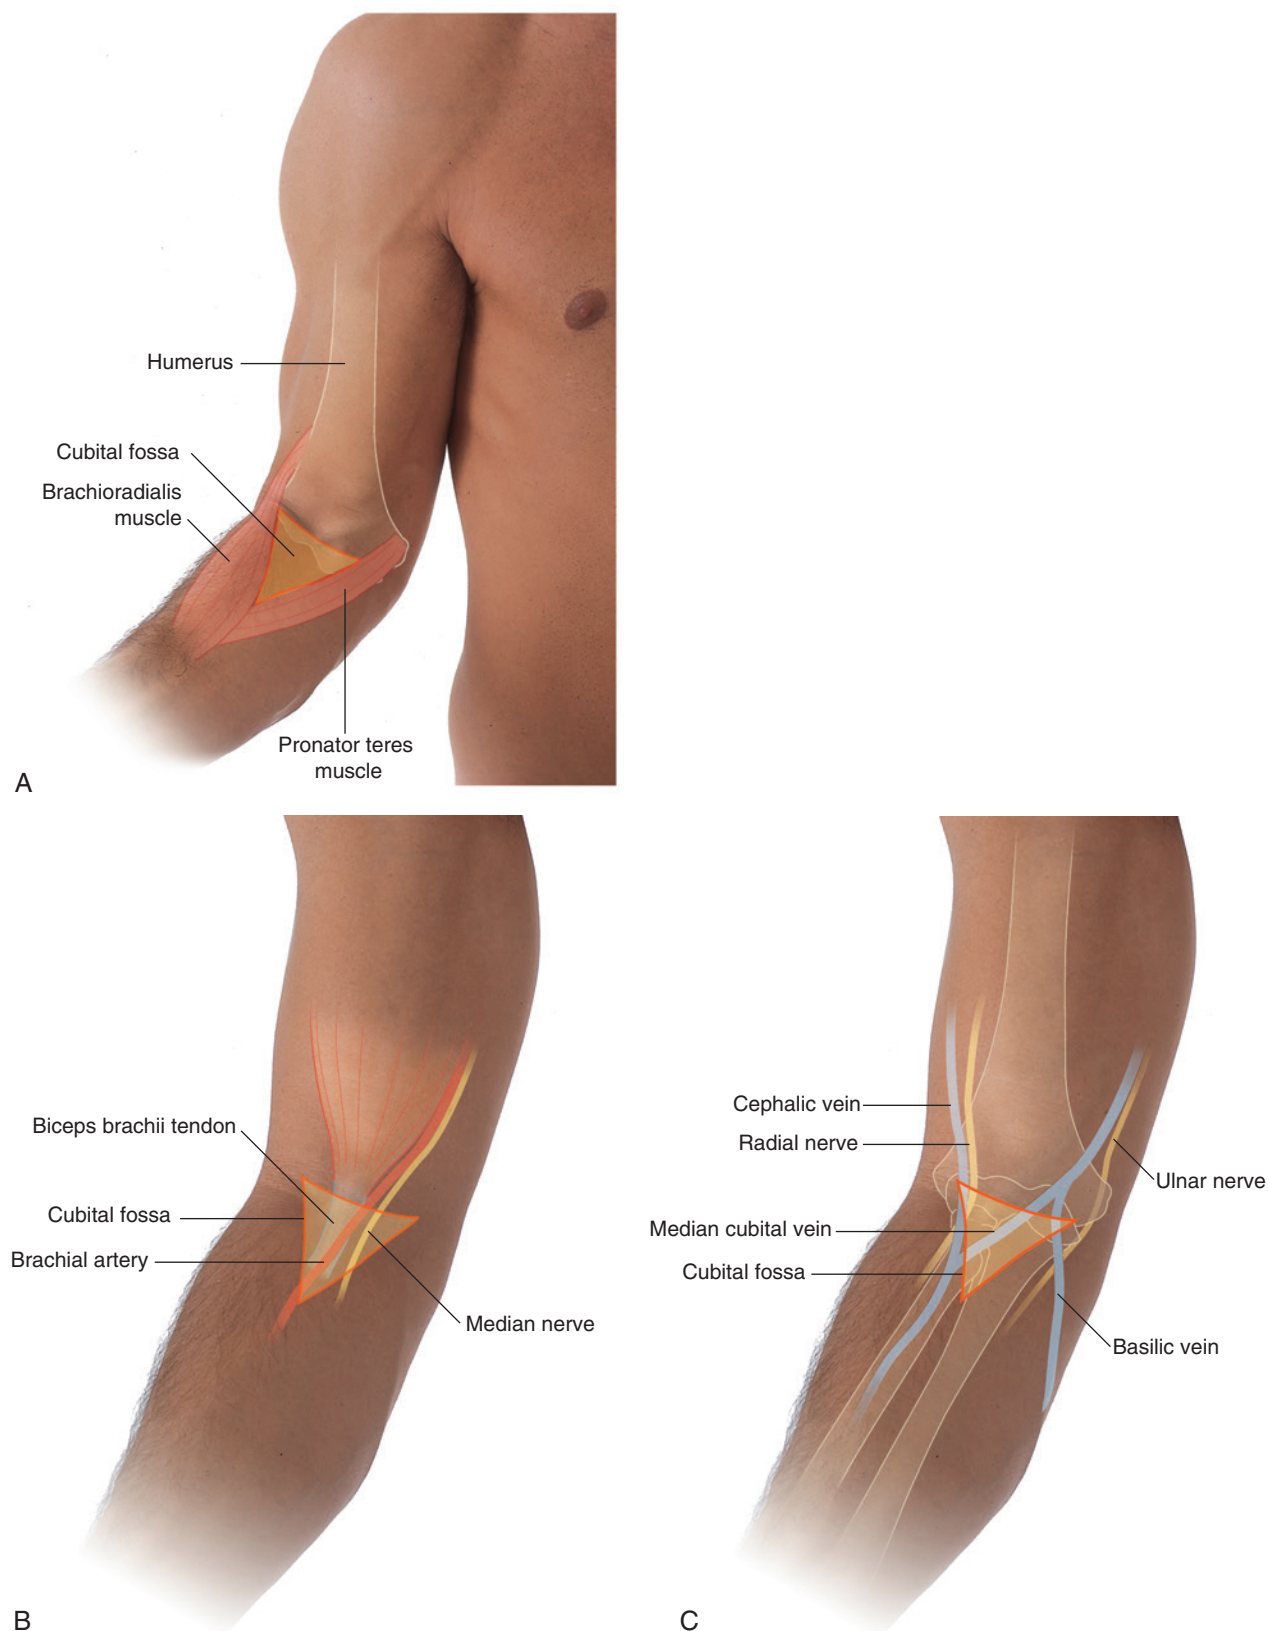 Humerus
Cubital fossa
Brachioradialis
muscle
Pronator teres
muscle
A
Biceps brachii tendon
Cubital fossa
Brachial artery
Median nerve
B
Cephalic vein
Radial nerve
Ulnar nerve
Median cubital vein
Cubital fossa
Basilic vein
C